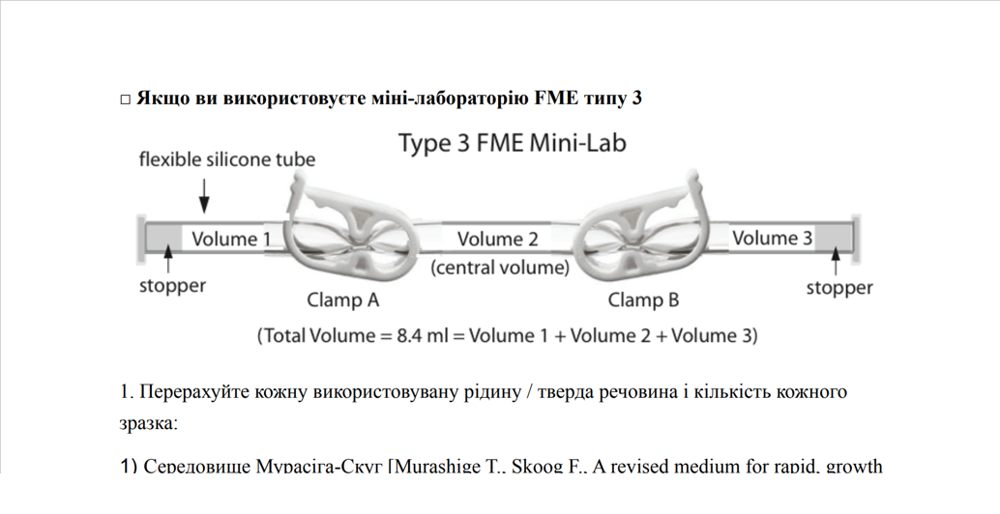 □ Якщо ви використовуєте міні-лабораторію FME типу 3
Type 3 FME Mini-Lab
flexible silicone tube
Volume 1
Volume 2
Volume 3
(central volume)
stopper
stopper
Clamp A
Clamp B
(Total Volume = 8.4 ml = Volume 1 + Volume 2 + Volume 3)
1. Перерахуйте кожну використовувану рідину / тверда речовина і кількість кожного
зразка:
1) Середовище Мурасіга-Скуг [Murashige T., Skoog F., A revised medium for rapid, growth